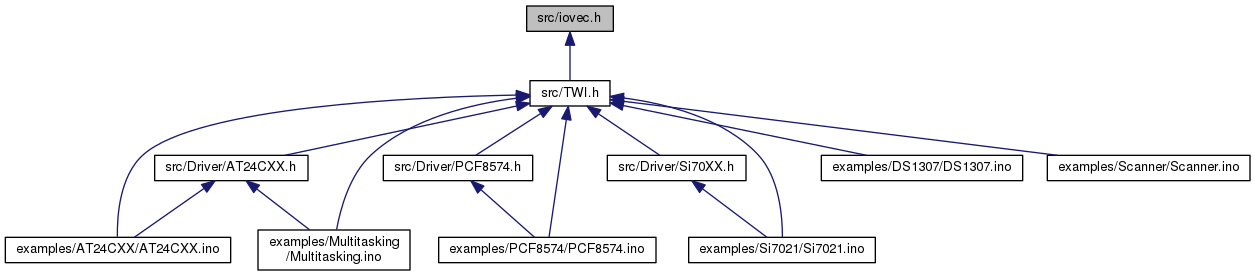 src/iovec.h
src/TWI.h
src/Driver/AT24CXX.h
src/Driver/PCF8574.h
src/Driver/Si70XX.h
examples/DS1307/DS1307.ino
examples/Scanner/Scanner.ino
examples/AT24CXX/AT24CXX.ino
examples/Multitasking
/Multitasking.ino
examples/PCF8574/PCF8574.ino
examples/Si7021/Si7021.ino